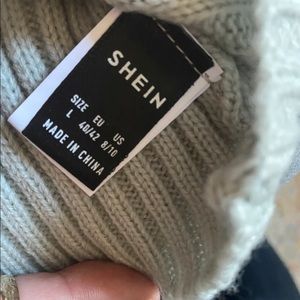 SHEIN
SIZE EU US
L 40/42 8/10
MADE IN CHINA